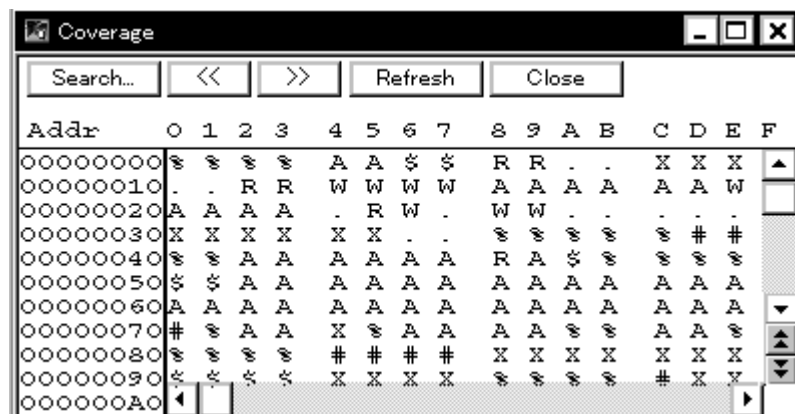 Coverage
Search... << >> Refresh Close
Addr 0 1 2 3 4 5 6 7 8 9 A B C D E F
00000000 % % % % A A $ $ R R . . X X X
00000010 . . R R W W W W A A A A A A W
00000020 A A A A . R W . W W . . . . .
00000030 X X X X X X . . % % % % % # #
00000040 % % A A A A A A R A $ % % % %
00000050 $ $ A A A A A A A A A A A A A
00000060 A A A A A A A A A A A A A A A
00000070 # % A A X % A A A A % % A A %
00000080 % % % % # # # # X X X X X X X
00000090 $ $ $ $ X X X X % % % % # X X
000000A0